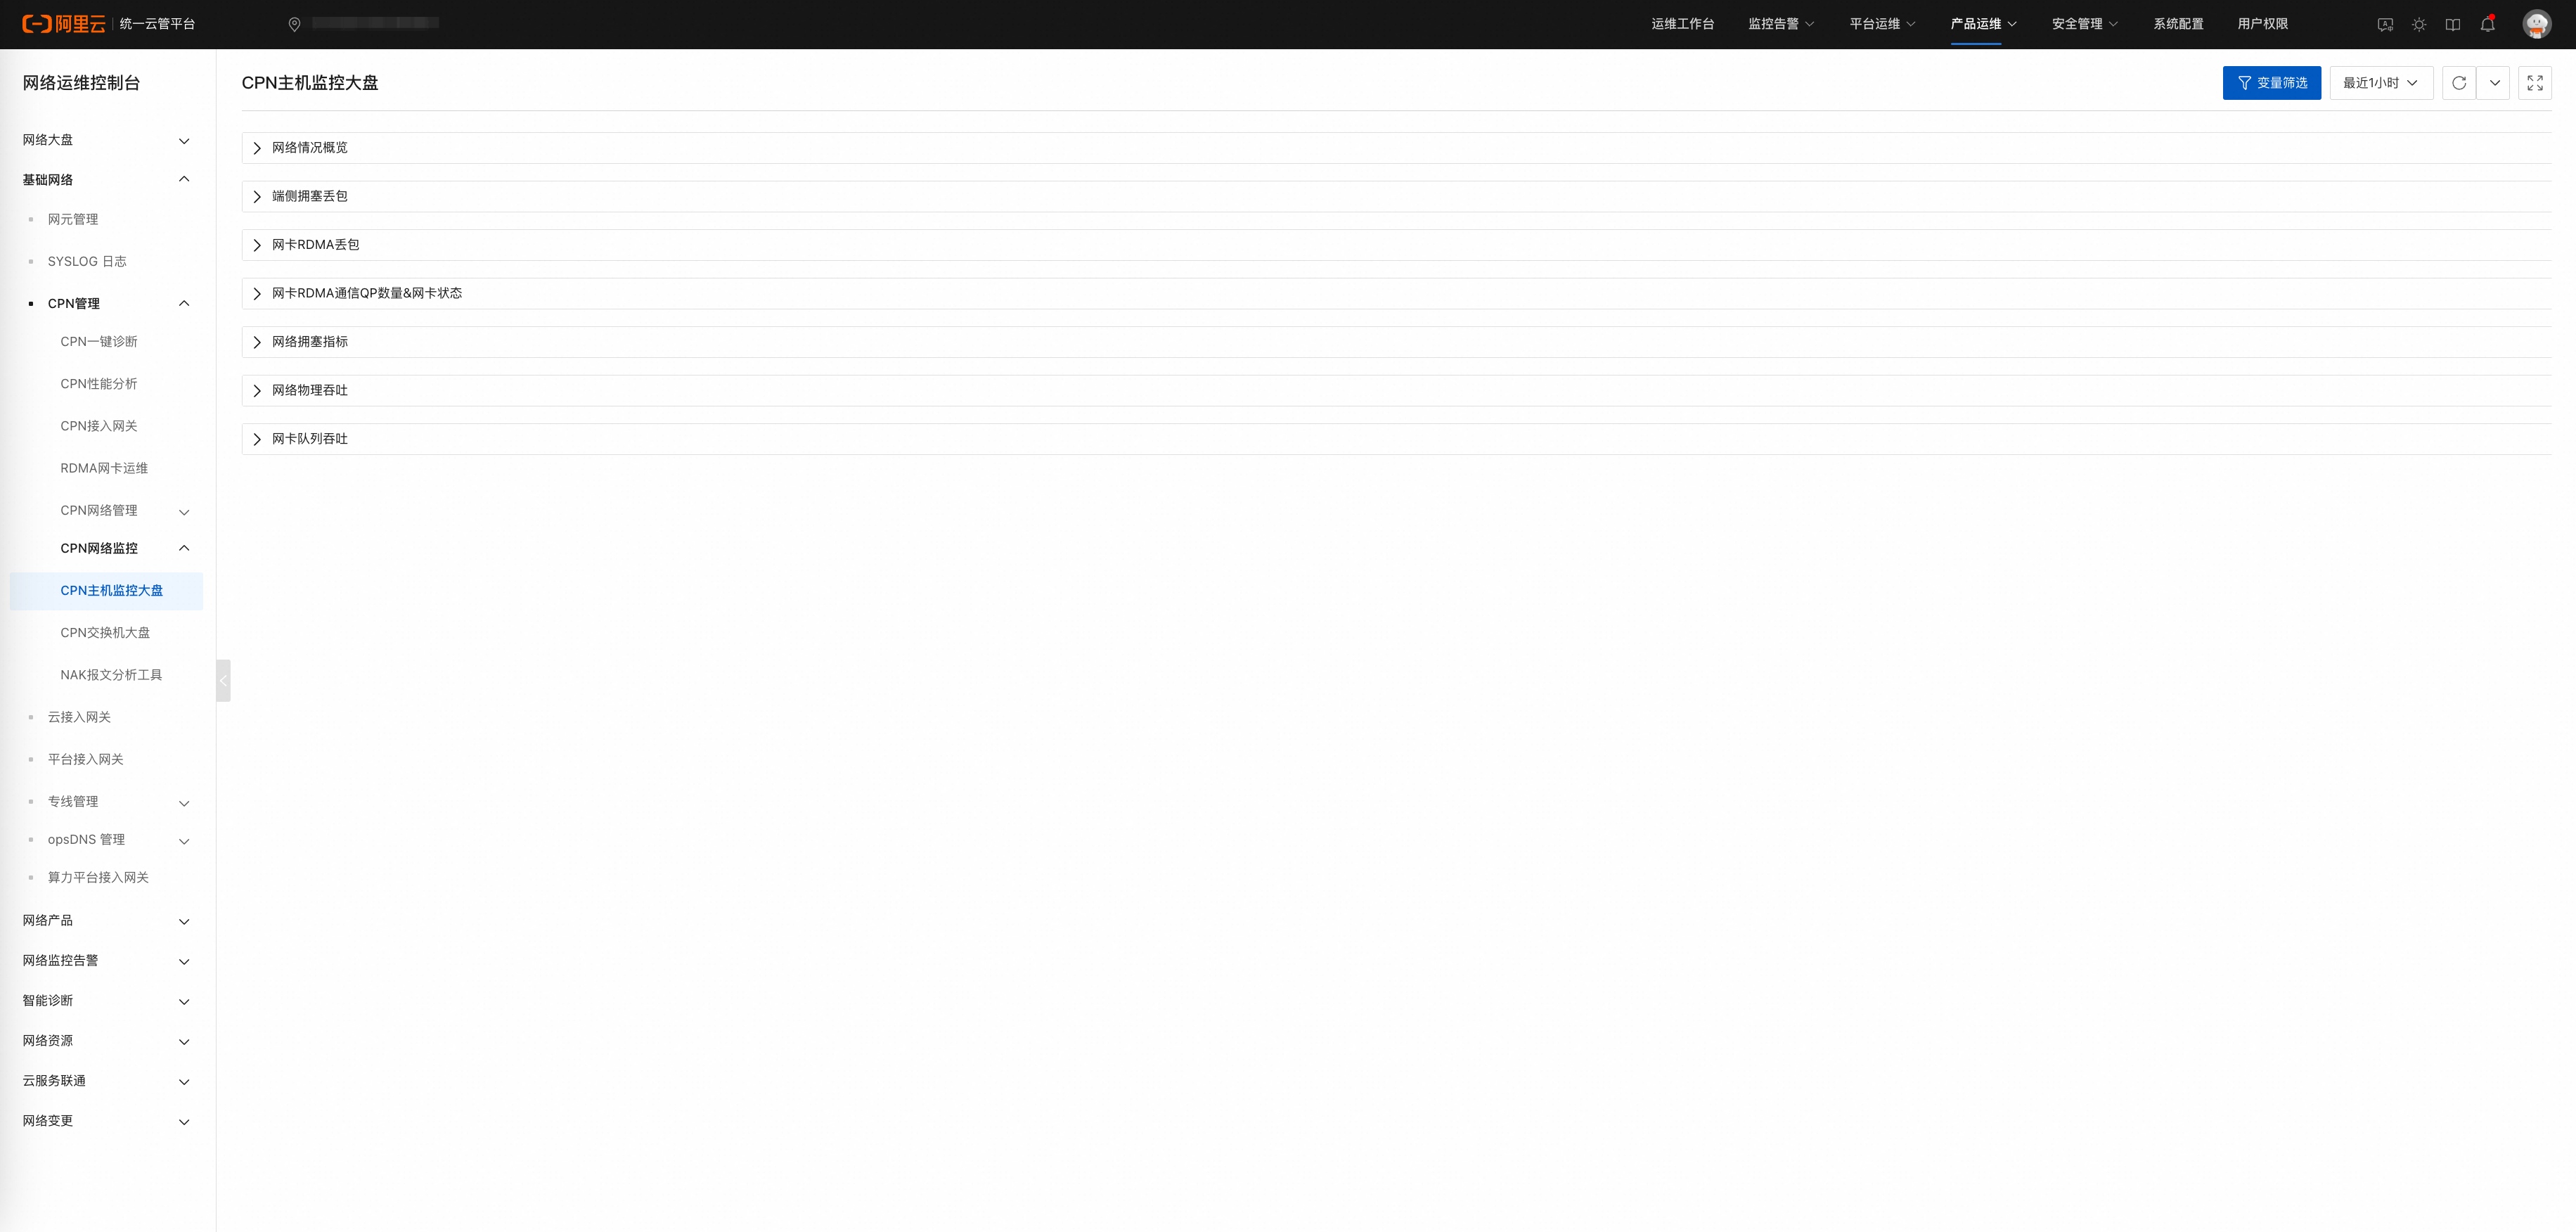 阿里云 统一云管平台
运维工作台 监控告警 平台运维 产品运维 安全管理 系统配置 用户权限
网络运维控制台
网络大盘
基础网络
网元管理
SYSLOG 日志
CPN管理
CPN一键诊断
CPN性能分析
CPN接入网关
RDMA网卡运维
CPN网络管理
CPN网络监控
CPN主机监控大盘
CPN交换机大盘
NAK报文分析工具
云接入网关
平台接入网关
专线管理
opsDNS 管理
算力平台接入网关
网络产品
网络监控告警
智能诊断
网络资源
云服务联通
网络变更
CPN主机监控大盘
变量筛选 最近1小时
网络情况概览
端侧拥塞丢包
网卡RDMA丢包
网卡RDMA通信QP数量&网卡状态
网络拥塞指标
网络物理吞吐
网卡队列吞吐